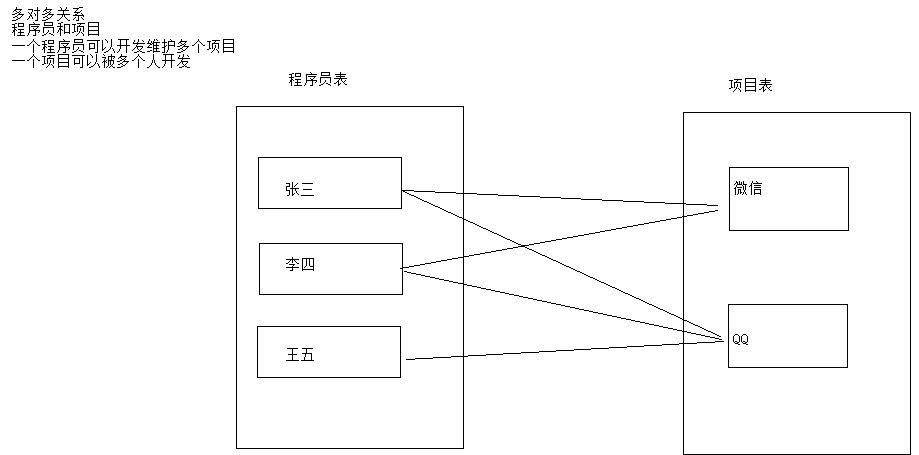 多对多关系
程序员和项目
一个程序员可以开发维护多个项目
一个项目可以被多个人开发
程序员表
项目表
张三
微信
李四
QQ
王五